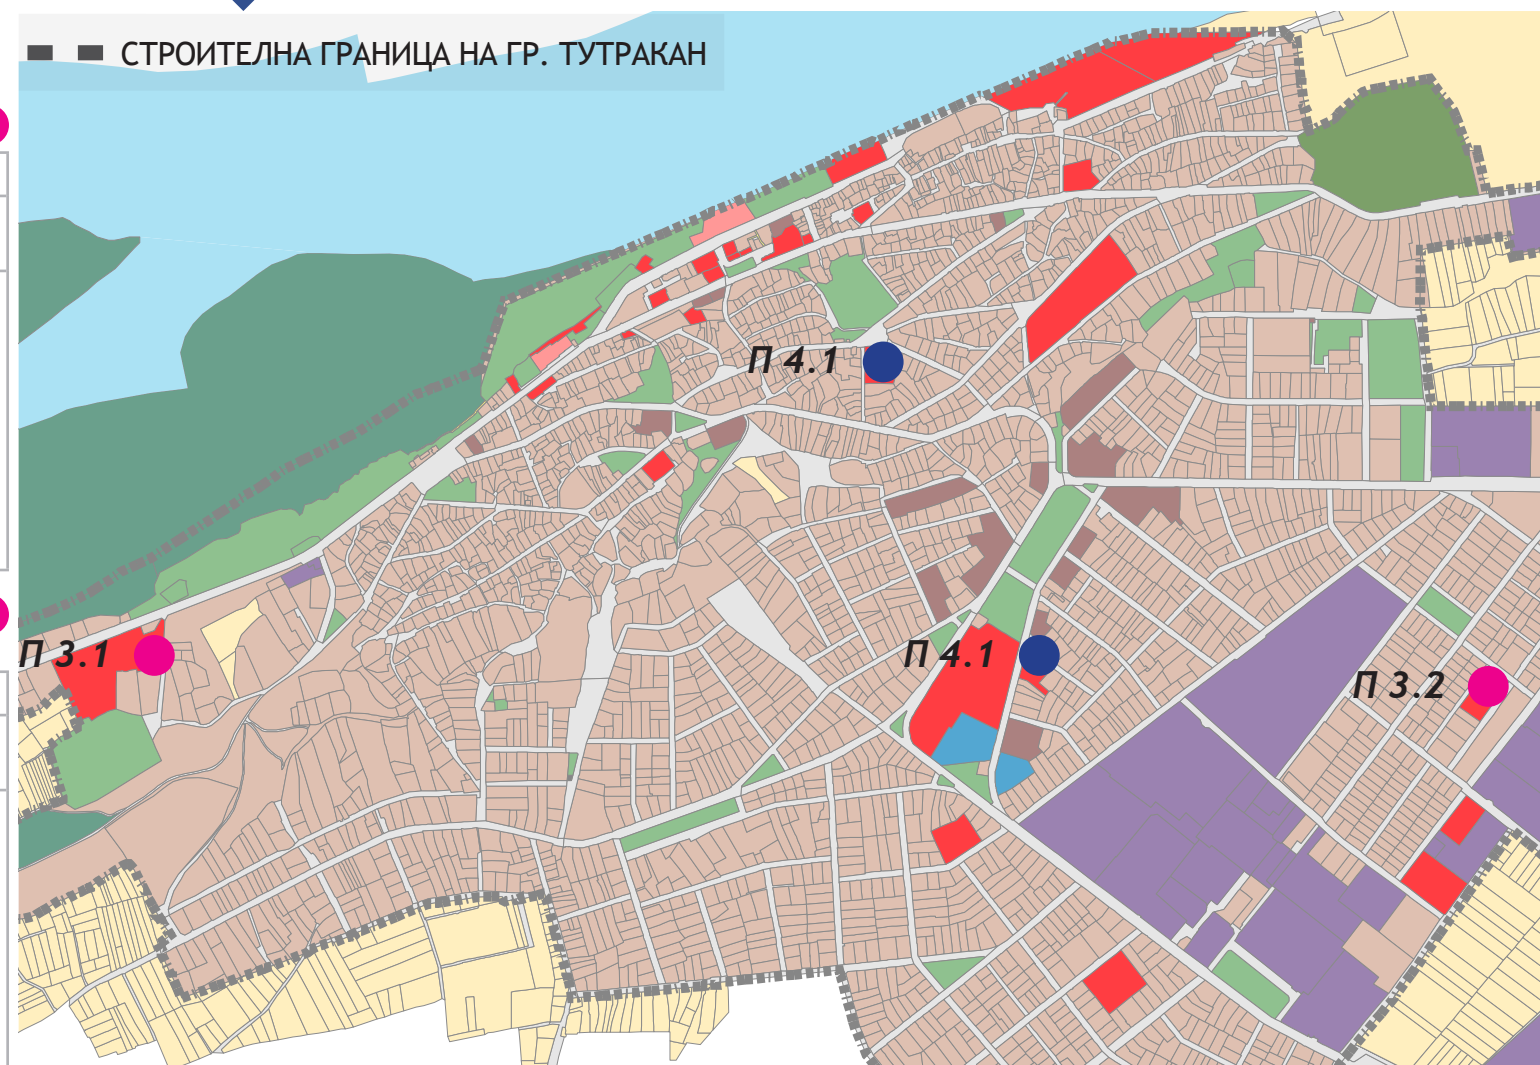 СТРОИТЕЛНА ГРАНИЦА НА ГР. ТУТРАКАН
П 4.1
П 3.1
П 4.1
П 3.2